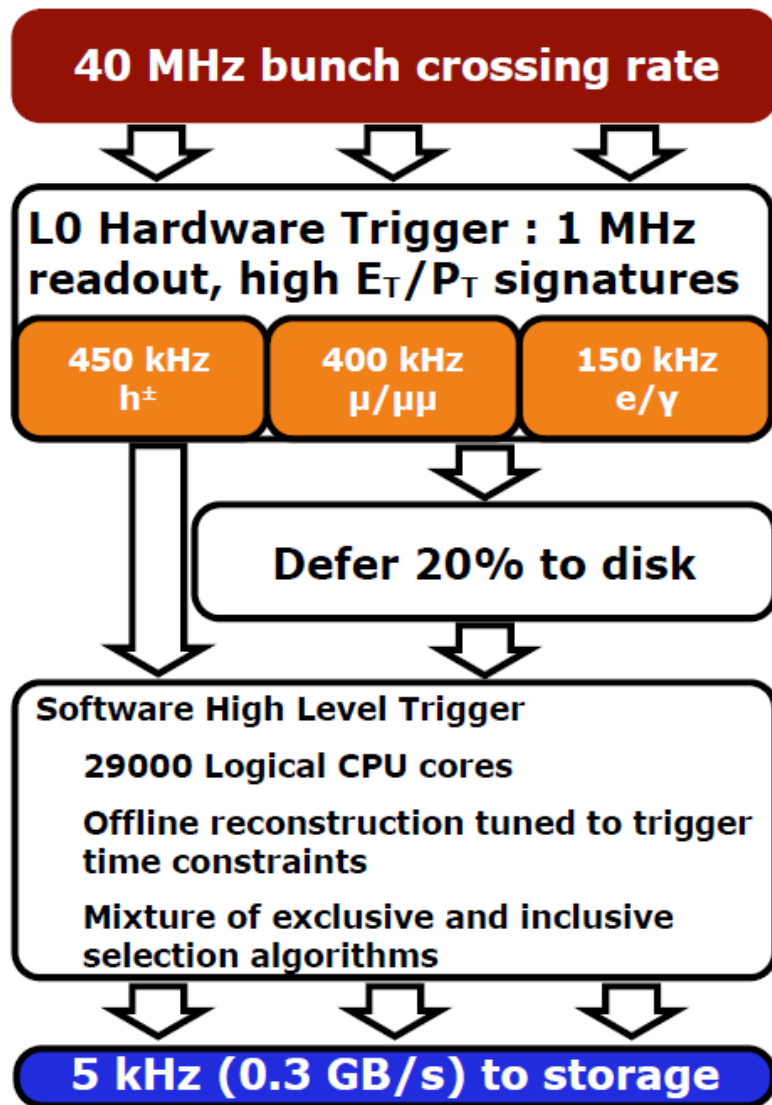 40 MHz bunch crossing rate
L0 Hardware Trigger : 1 MHz
readout, high E_T/P_T signatures
450 kHz
h±
400 kHz
μ/μμ
150 kHz
e/γ
Defer 20% to disk
Software High Level Trigger
29000 Logical CPU cores
Offline reconstruction tuned to trigger
time constraints
Mixture of exclusive and inclusive
selection algorithms
5 kHz (0.3 GB/s) to storage